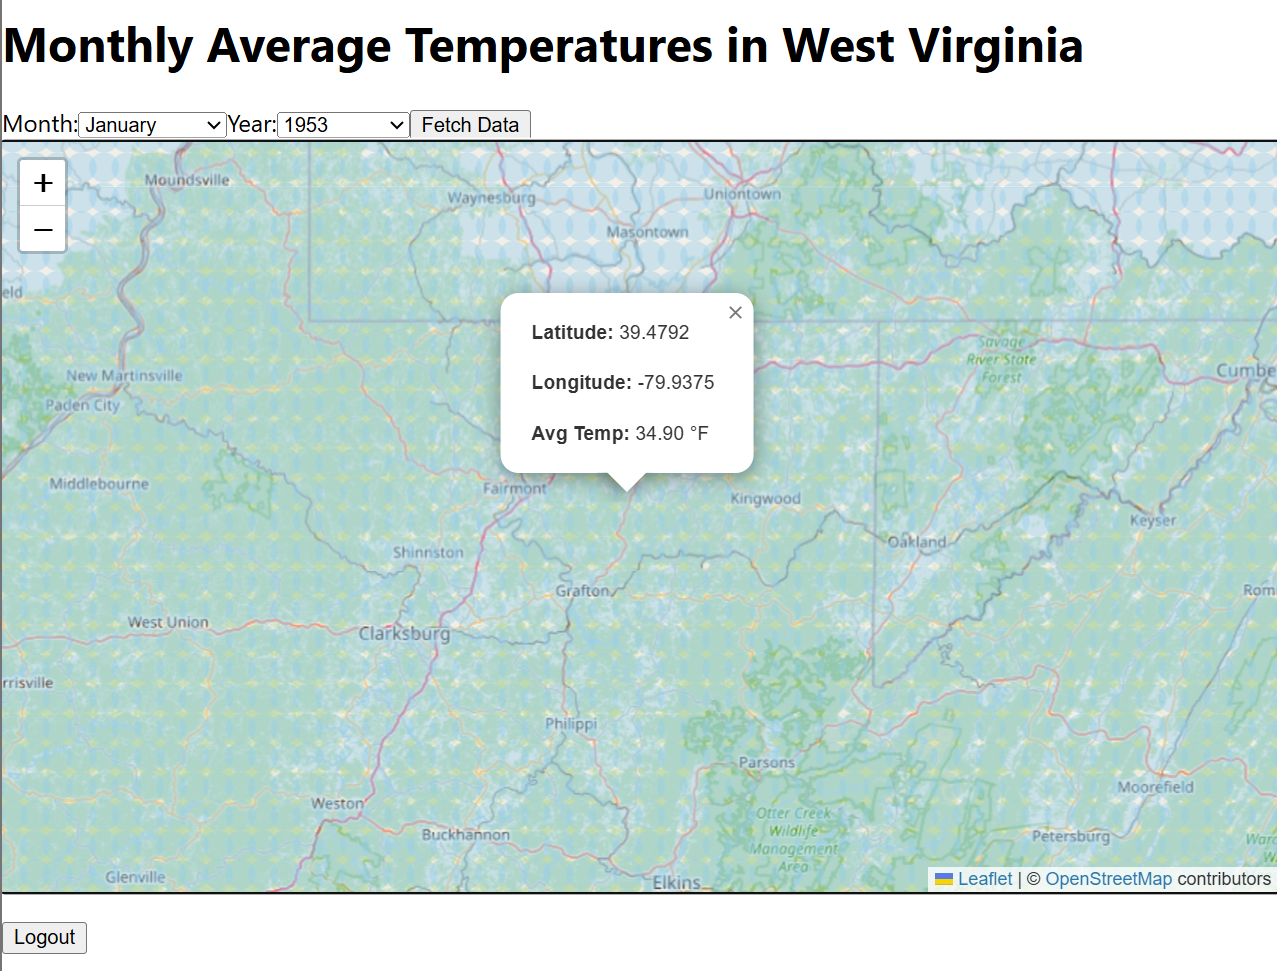 Monthly Average Temperatures in West Virginia
Month: January Year: 1953 Fetch Data
+
−
Moundsville
Waynesburg
Uniontown
Masontown
eld
×
Latitude: 39.4792
Longitude: -79.9375
Avg Temp: 34.90 °F
Savage
River State
Forest
New Martinsville
Cumbe
Paden City
Middlebourne
Fairmont
Kingwood
Keyser
Oakland
Shinnston
Grafton
Rom
West Union
Clarksburg
rrisville
Philippi
Parsons
Moorefield
Weston
Buckhannon
Otter Creek
Wildlife
Management
Area
Petersburg
Ward
W
Glenville
Elkins
Leaflet | © OpenStreetMap contributors
Logout